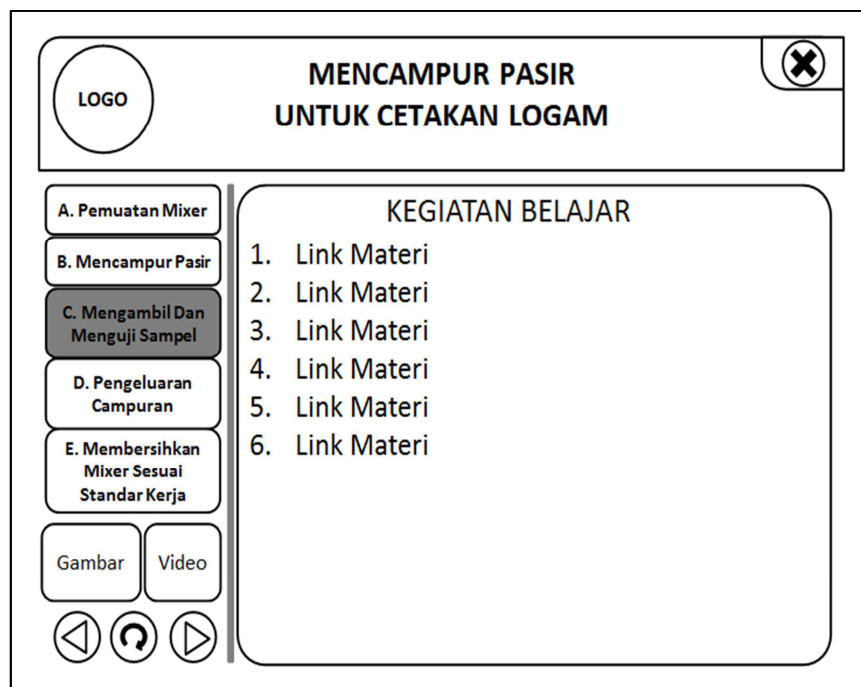 LOGO
MENCAMPUR PASIR
UNTUK CETAKAN LOGAM
A. Pemuatan Mixer
B. Mencampur Pasir
C. Mengambil Dan
Menguji Sampel
D. Pengeluaran
Campuran
E. Membersihkan
Mixer Sesuai
Standar Kerja
Gambar
Video
KEGIATAN BELAJAR
1. Link Materi
2. Link Materi
3. Link Materi
4. Link Materi
5. Link Materi
6. Link Materi